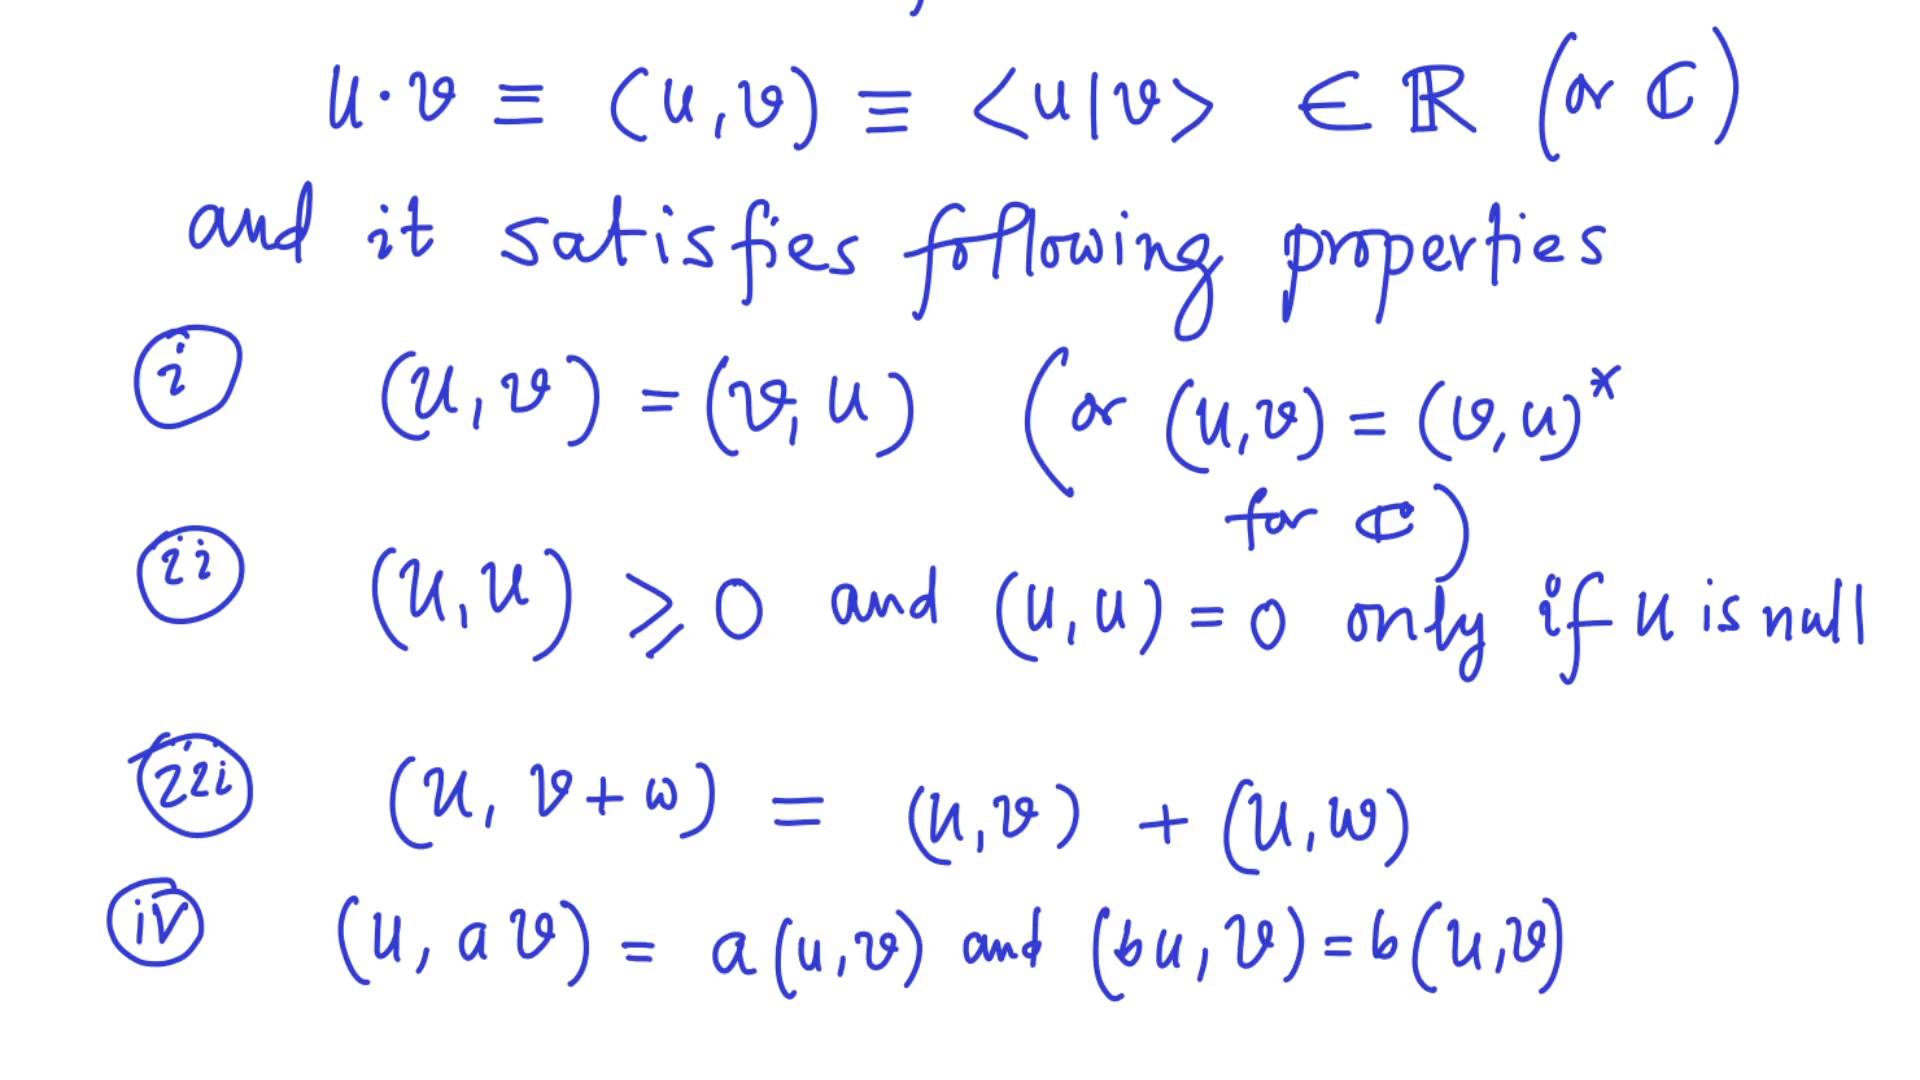 u · v ≡ (u, v) ≡ <u|v> ∈ ℝ (or ℂ)
and it satisfies following properties
i (u, v) = (v, u) (or (u, v) = (v, u)*
for ℂ)
ii (u, u) ⩾ 0 and (u, u) = 0 only if u is null
iii (u, v + w) = (u, v) + (u, w)
iv (u, a v) = a (u, v) and (bu, v) = b (u, v)